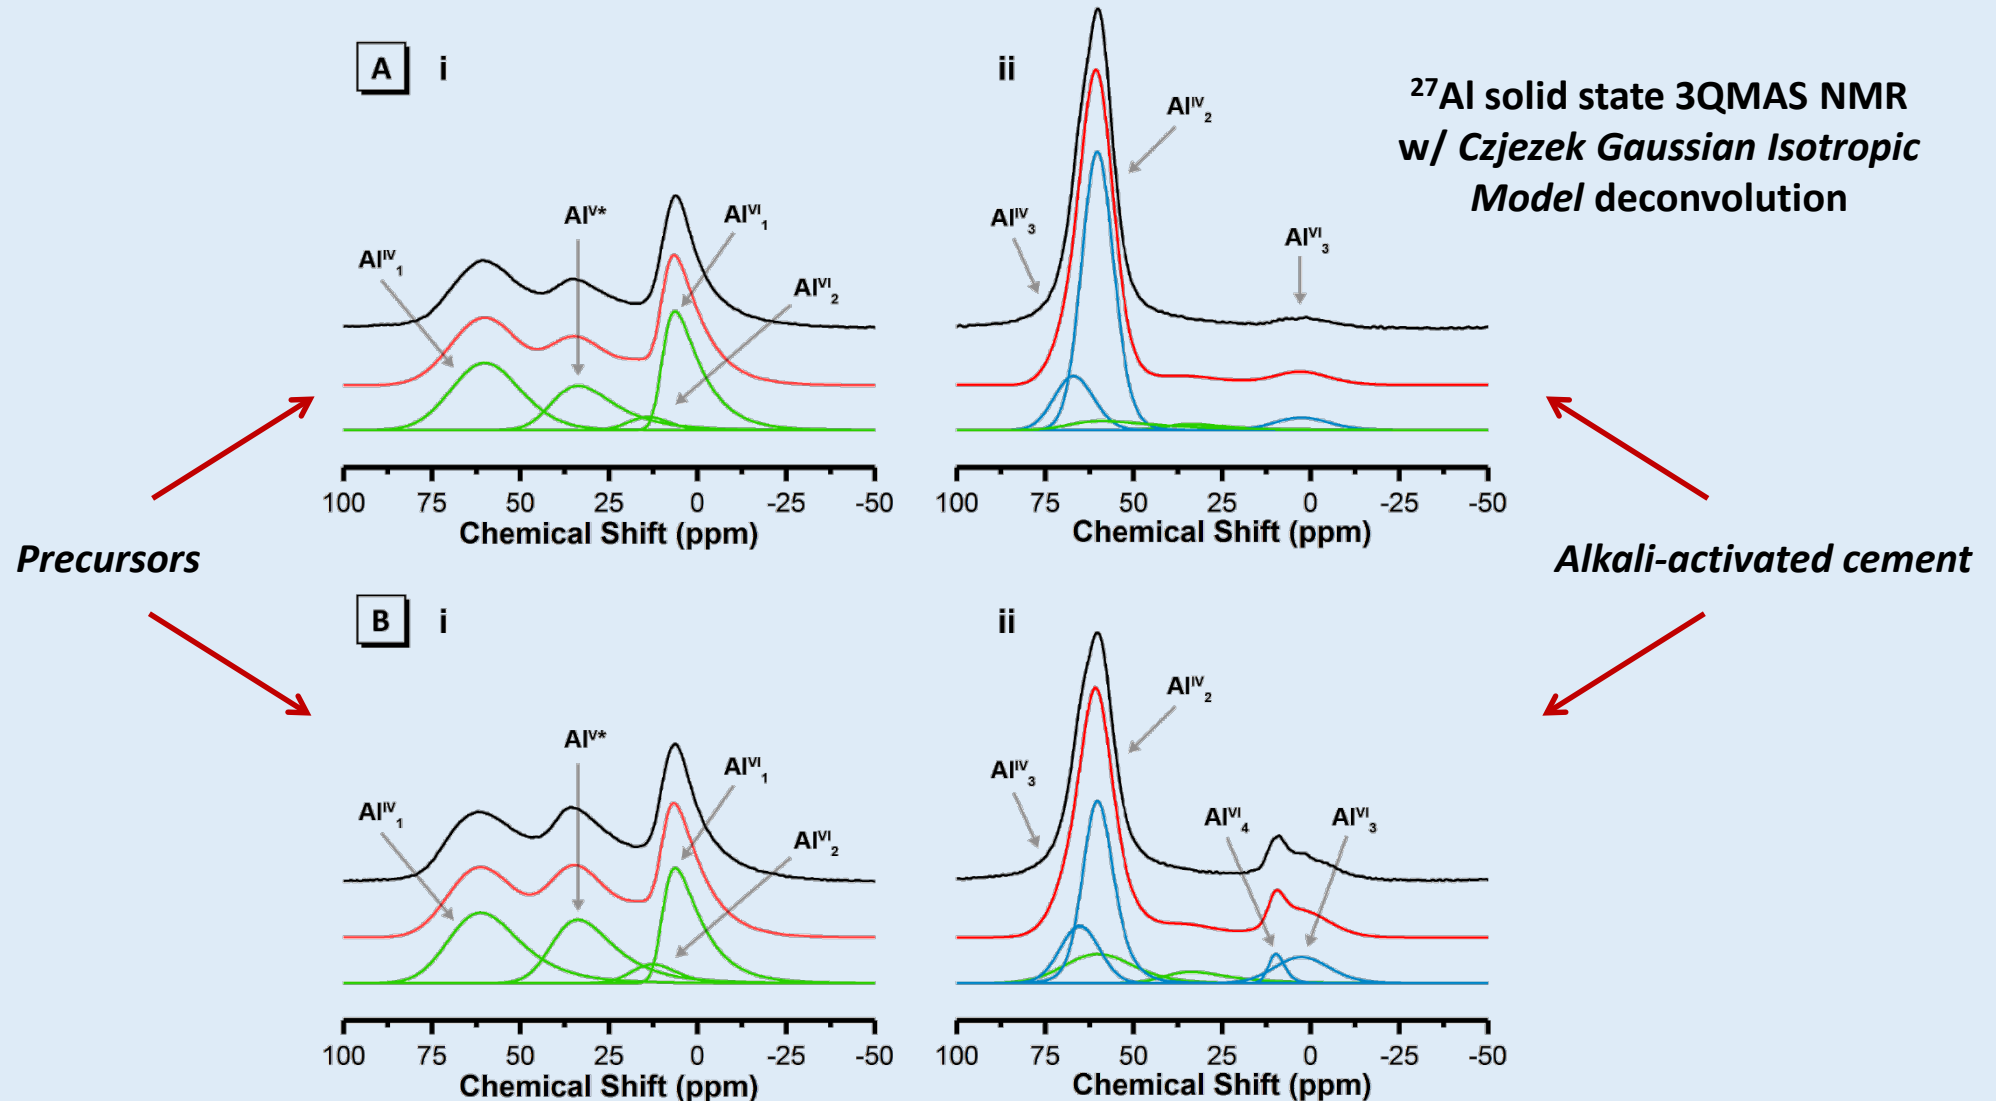 A i
ii
²⁷Al solid state 3QMAS NMR
w/ Czjezek Gaussian Isotropic
Model deconvolution
Al^IV_1
Al^V*
Al^VI_1
Al^VI_2
Al^IV_3
Al^IV_2
Al^VI_3
100 75 50 25 0 -25 -50
Chemical Shift (ppm)
100 75 50 25 0 -25 -50
Chemical Shift (ppm)
Precursors
Alkali-activated cement
B i
ii
Al^IV_1
Al^V*
Al^VI_1
Al^VI_2
Al^IV_3
Al^IV_2
Al^VI_4
Al^VI_3
100 75 50 25 0 -25 -50
Chemical Shift (ppm)
100 75 50 25 0 -25 -50
Chemical Shift (ppm)